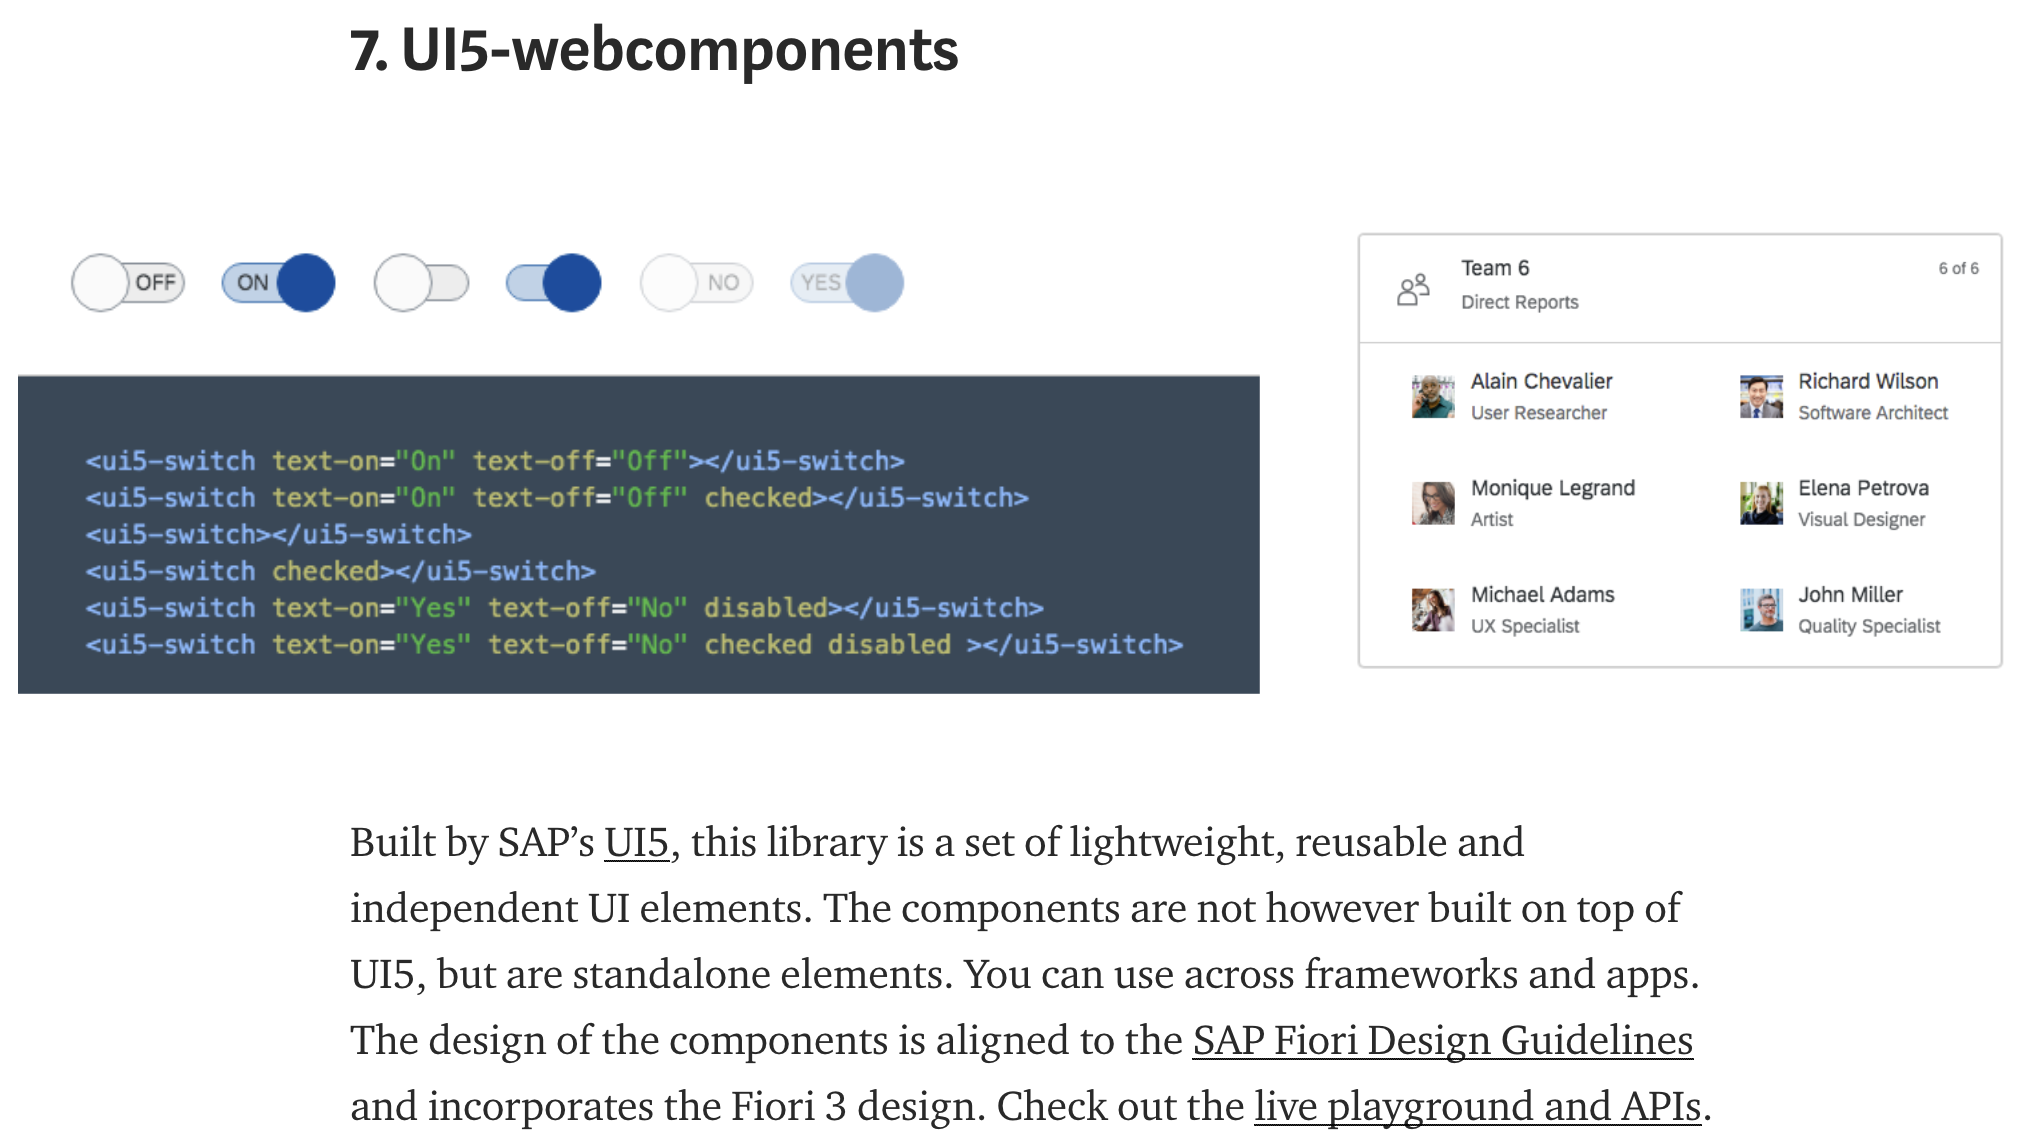 7. UI5-webcomponents
OFF ON NO YES
<ui5-switch text-on="On" text-off="Off"></ui5-switch>
<ui5-switch text-on="On" text-off="Off" checked></ui5-switch>
<ui5-switch></ui5-switch>
<ui5-switch checked></ui5-switch>
<ui5-switch text-on="Yes" text-off="No" disabled></ui5-switch>
<ui5-switch text-on="Yes" text-off="No" checked disabled ></ui5-switch>
Team 6 6 of 6
Direct Reports
Alain Chevalier
User Researcher
Richard Wilson
Software Architect
Monique Legrand
Artist
Elena Petrova
Visual Designer
Michael Adams
UX Specialist
John Miller
Quality Specialist
Built by SAP’s UI5, this library is a set of lightweight, reusable and
independent UI elements. The components are not however built on top of
UI5, but are standalone elements. You can use across frameworks and apps.
The design of the components is aligned to the SAP Fiori Design Guidelines
and incorporates the Fiori 3 design. Check out the live playground and APIs.